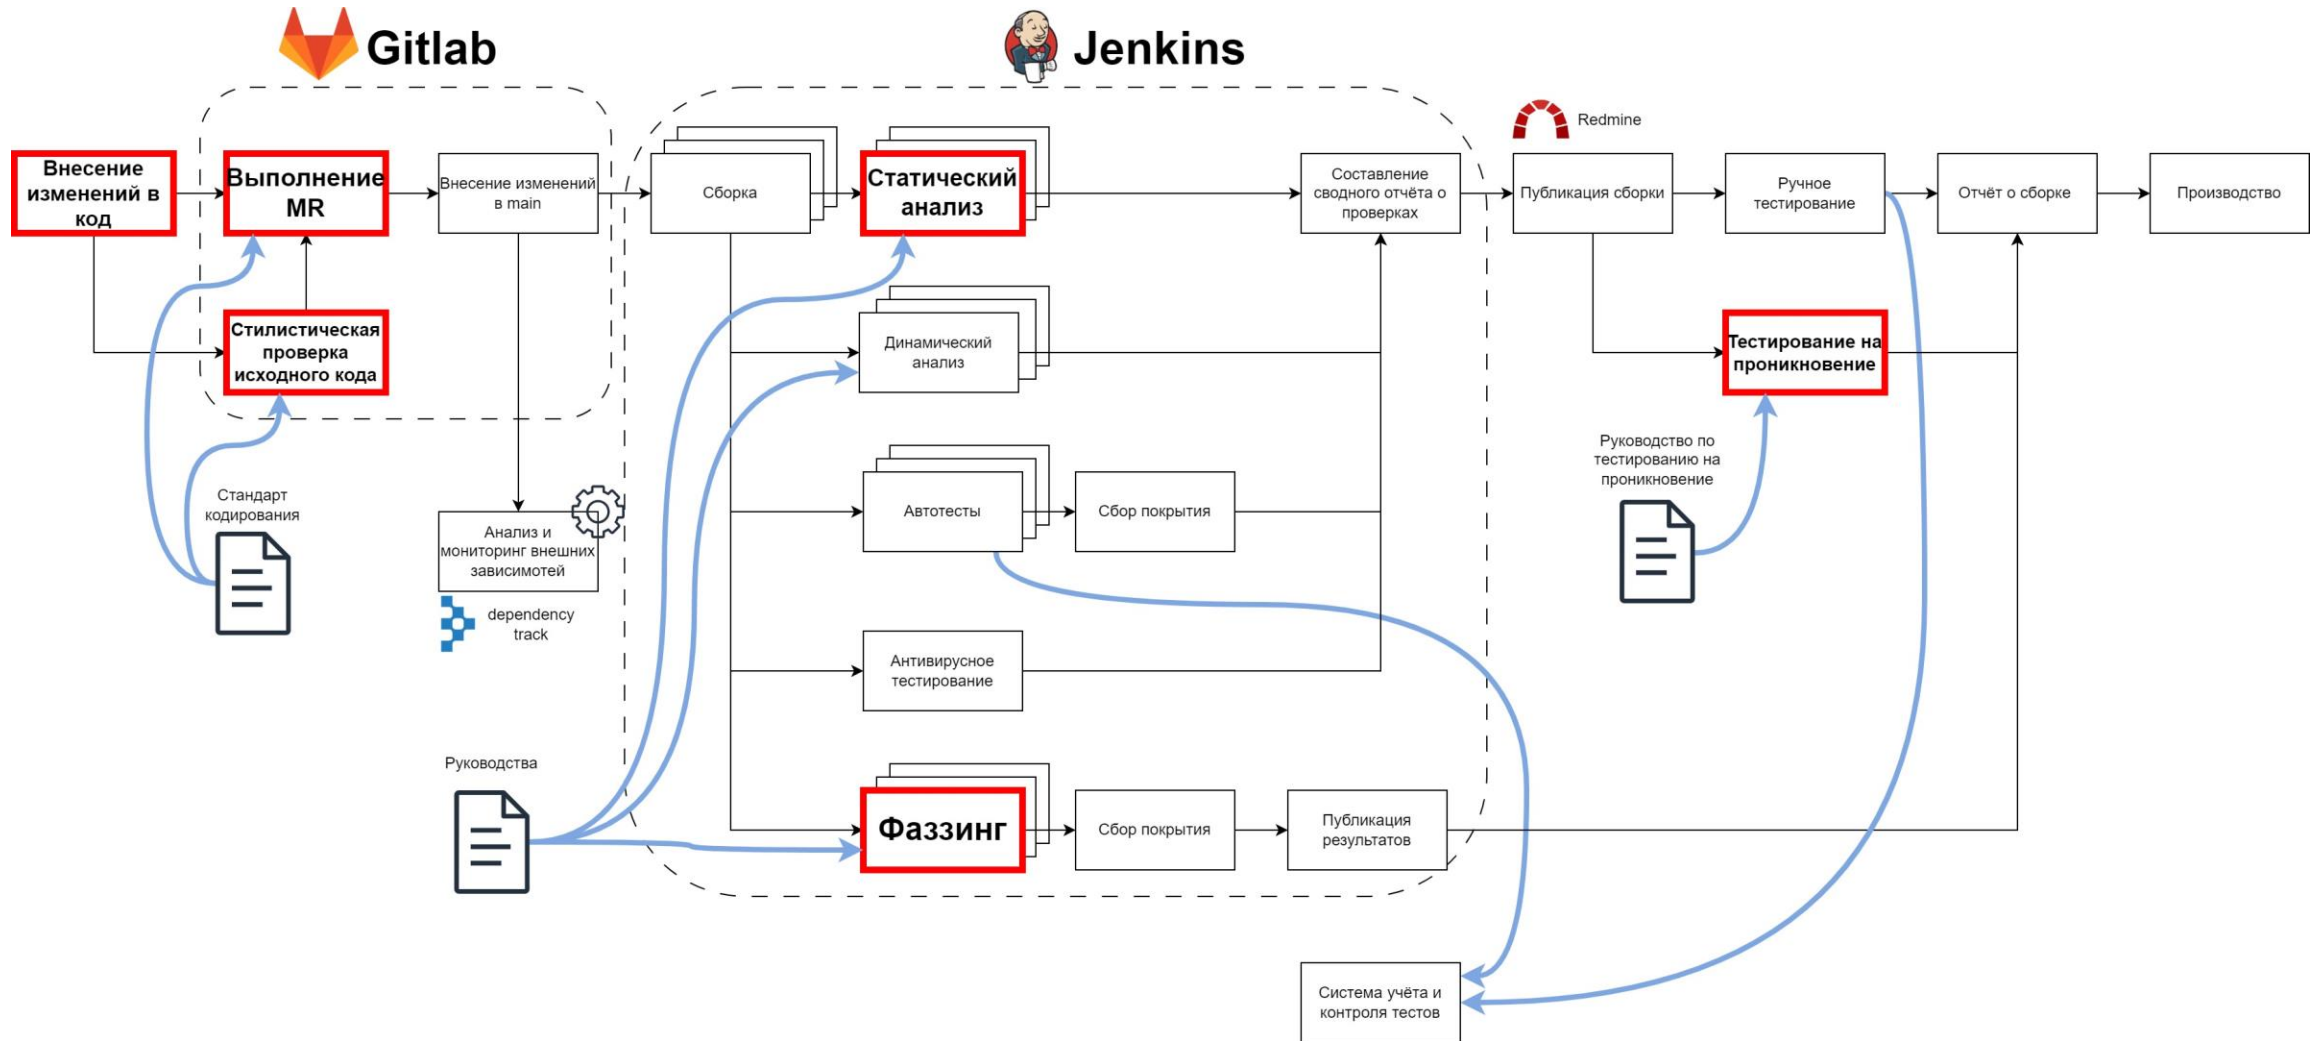 Gitlab
Jenkins
Redmine
Внесение
изменений в
код
Выполнение
MR
Внесение изменений
в main
Сборка
Статический
анализ
Составление
сводного отчёта о
проверках
Публикация сборки
Ручное
тестирование
Отчёт о сборке
Производство
Стилистическая
проверка
исходного кода
Динамический
анализ
Тестирование на
проникновение
Стандарт
кодирования
Анализ и
мониторинг внешних
зависимотей
dependency
track
Автотесты
Сбор покрытия
Руководство по
тестированию на
проникновение
Антивирусное
тестирование
Руководства
Фаззинг
Сбор покрытия
Публикация
результатов
Система учёта и
контроля тестов